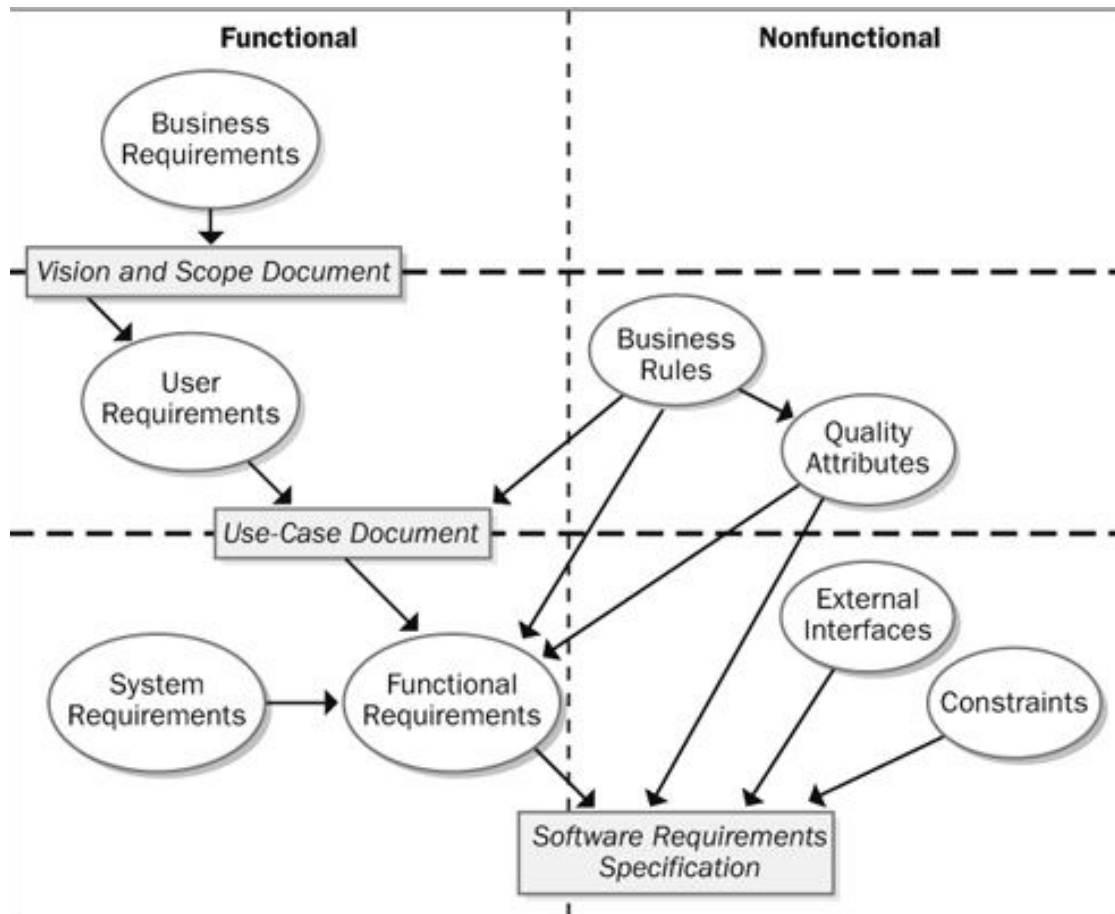 Functional
Nonfunctional
Business
Requirements
Vision and Scope Document
User
Requirements
Business
Rules
Quality
Attributes
Use-Case Document
System
Requirements
Functional
Requirements
External
Interfaces
Constraints
Software Requirements
Specification